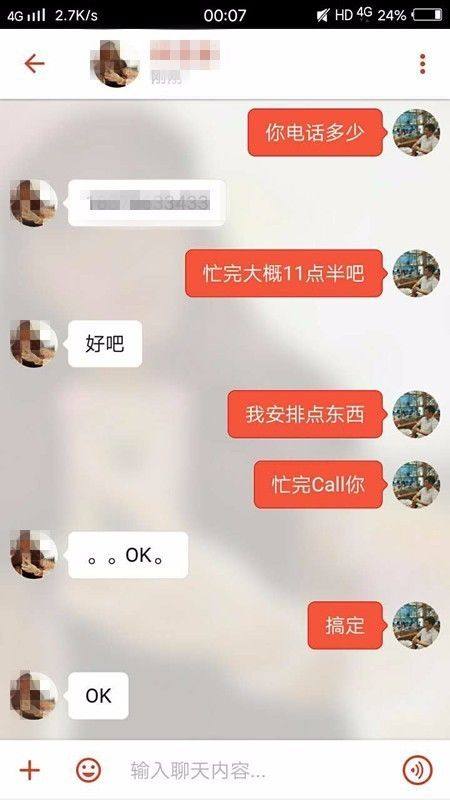 4G 2.7K/s 00:07 HD 4G 24%
刚刚
你电话多少
忙完大概11点半吧
好吧
我安排点东西
忙完Call你
。。OK。
搞定
OK
输入聊天内容...